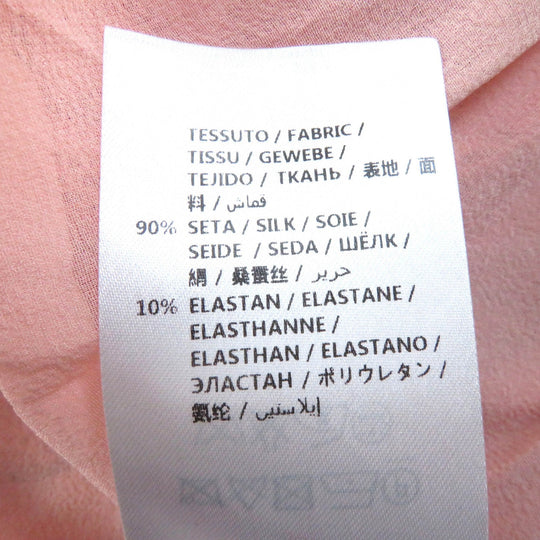 TESSUTO / FABRIC /
TISSU / GEWEBE /
TEJIDO / ТКАНЬ / 表地 / 面
料 / قماش /
90% SETA / SILK / SOIE /
SEIDE / SEDA / ШЁЛК /
絹 / 桑蚕丝 / حرير /
10% ELASTAN / ELASTANE /
ELASTHANNE /
ELASTHAN / ELASTANO /
ЭЛАСТАН / ポリウレタン /
氨纶 / إيلاستين /